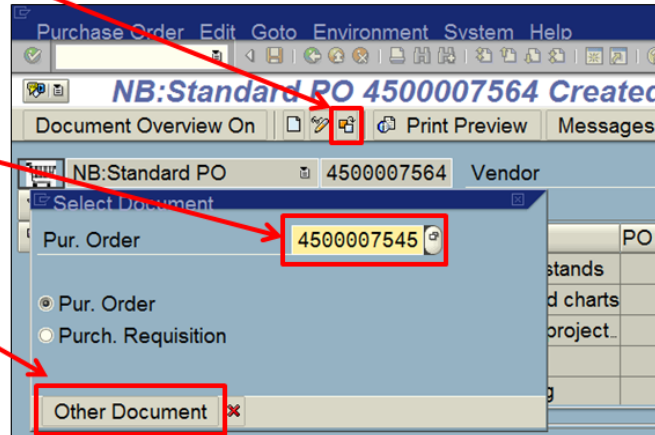 Purchase Order Edit Goto Environment System Help
NB:Standard PO 4500007564 Created
Document Overview On Print Preview Messages
NB:Standard PO 4500007564 Vendor
Select Document
Pur. Order 4500007545
PO
stands
d charts
project_
g
Pur. Order
Purch. Requisition
Other Document